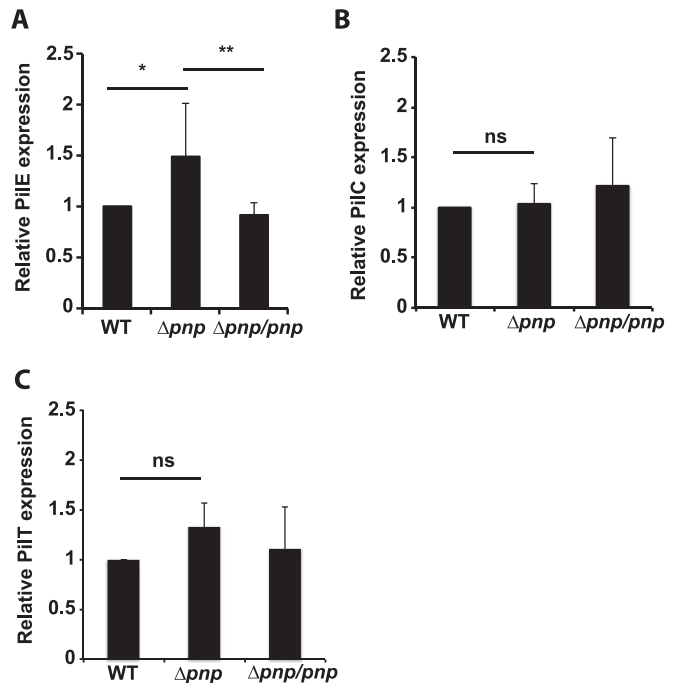 A
Relative PilE expression
2.5
2
1.5
1
0.5
0
*
**
WT
Δpnp
Δpnp/pnp
B
Relative PilC expression
2.5
2
1.5
1
0.5
0
ns
WT
Δpnp
Δpnp/pnp
C
Relative PilT expression
2.5
2
1.5
1
0.5
0
ns
WT
Δpnp
Δpnp/pnp